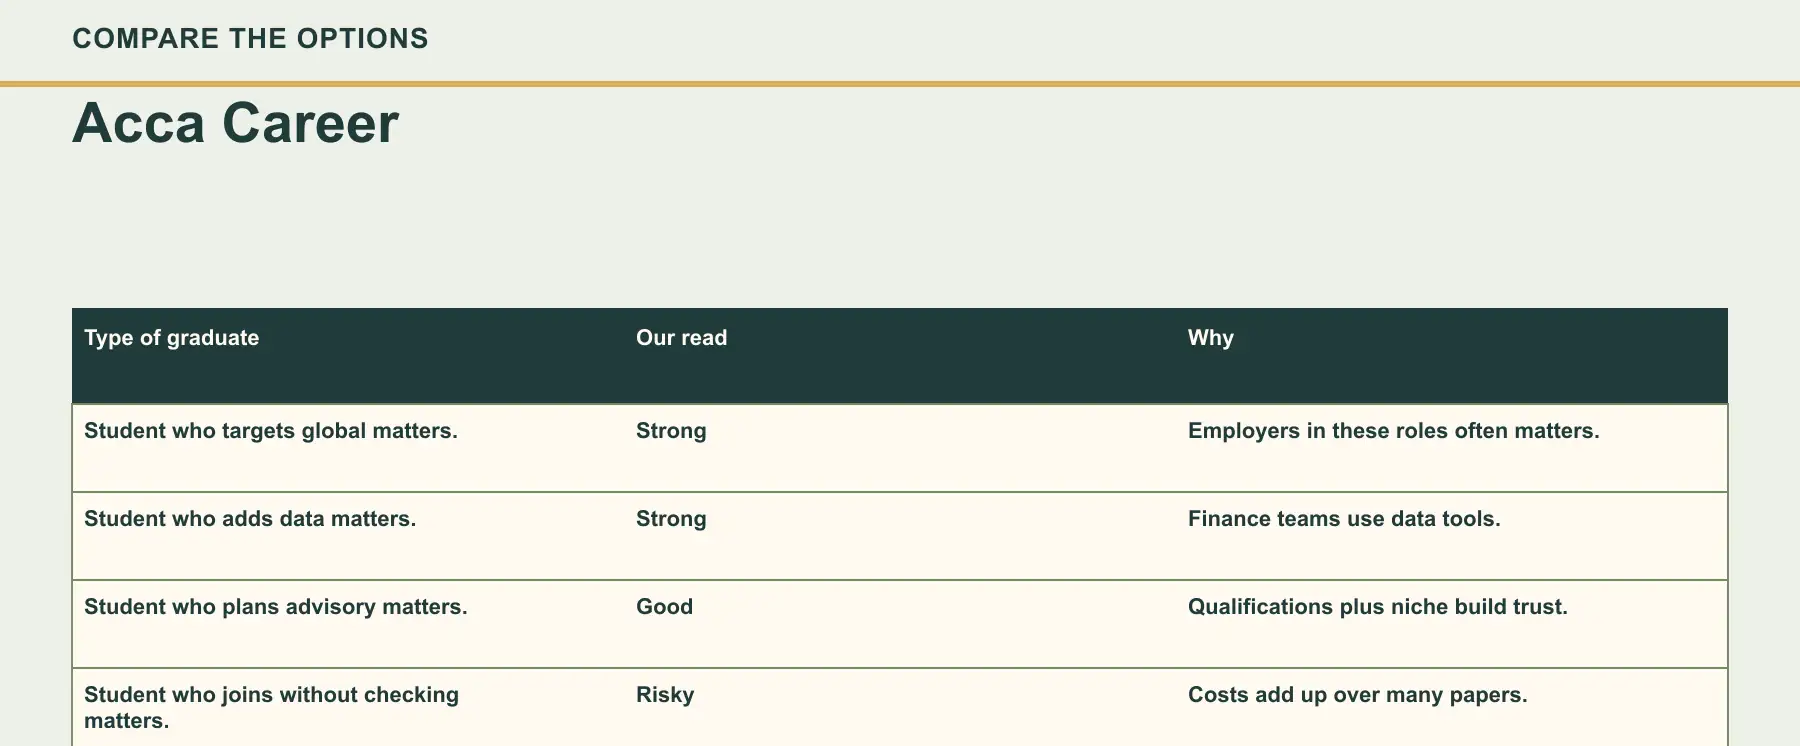 COMPARE THE OPTIONS
Acca Career
Type of graduate Our read Why
Student who targets global matters. Strong Employers in these roles often matters.
Student who adds data matters. Strong Finance teams use data tools.
Student who plans advisory matters. Good Qualifications plus niche build trust.
Student who joins without checking Risky Costs add up over many papers.
matters.